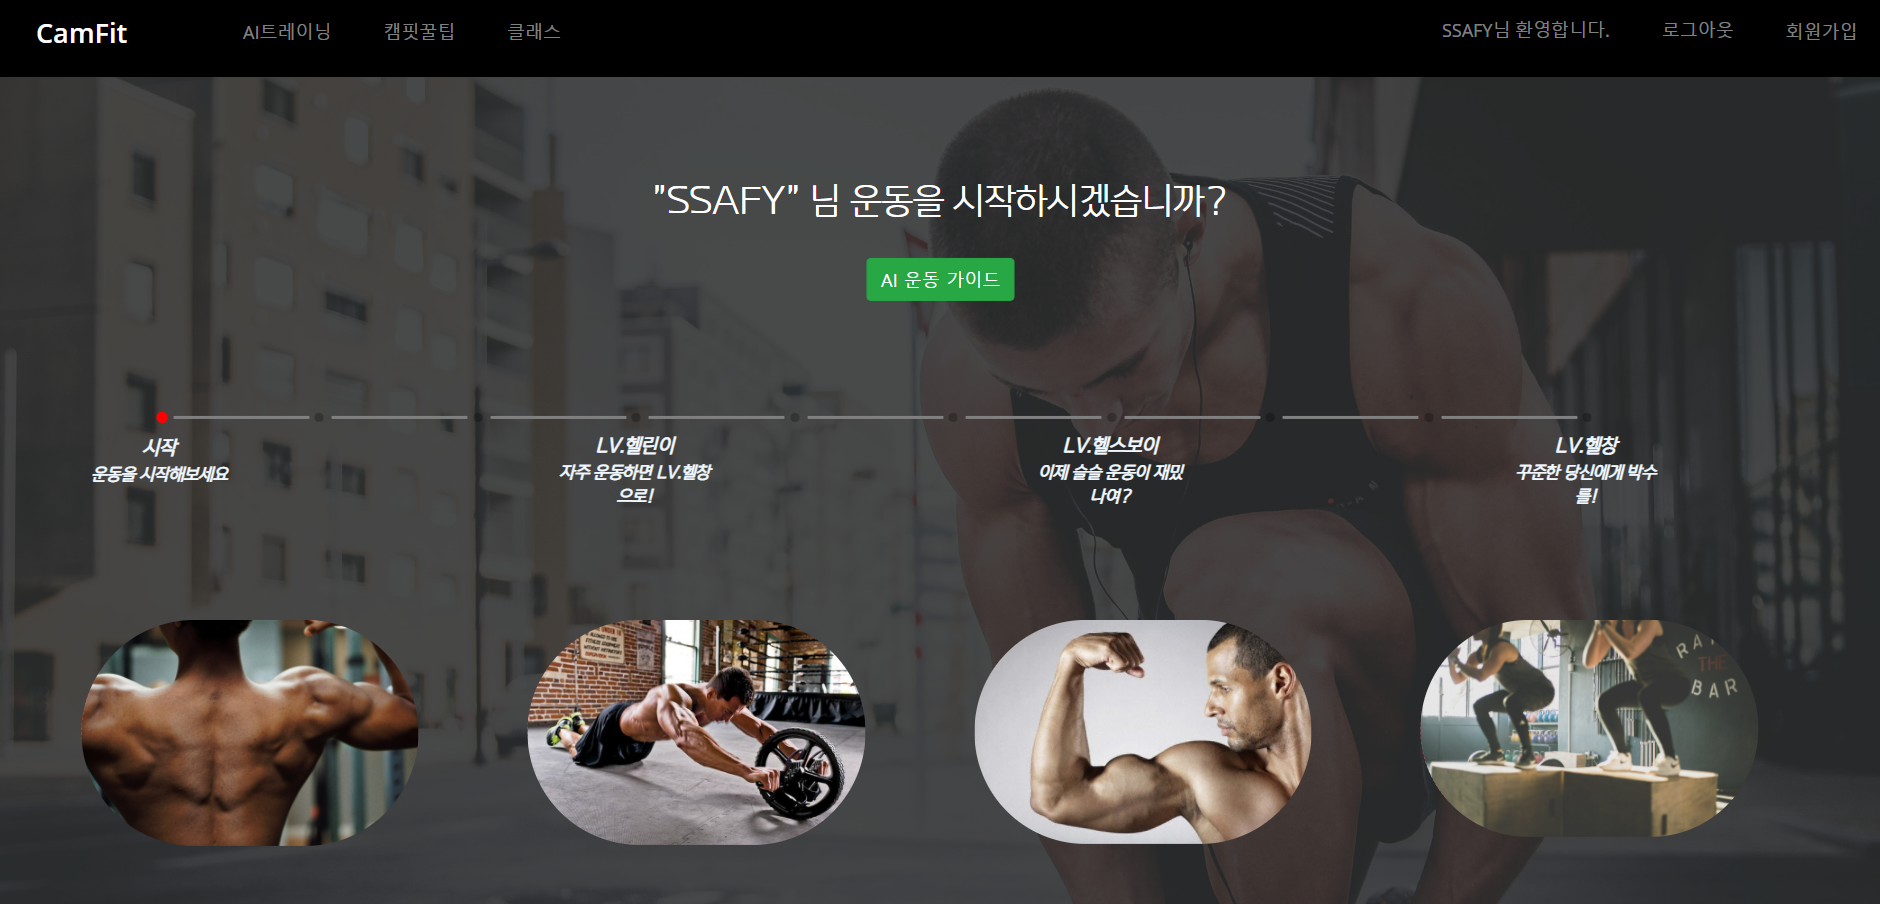 CamFit
AI트레이닝
캠핏꿀팁
클래스
SSAFY님 환영합니다.
로그아웃
회원가입
"SSAFY" 님 운동을 시작하시겠습니까?
AI 운동 가이드
시작
운동을 시작해보세요
LV.헬린이
자주 운동하면 LV.헬창
으로!
LV.헬스보이
이제 슬슬 운동이 재밌
나여?
LV.헬창
꾸준한 당신에게 박수
를!
THE
BAR